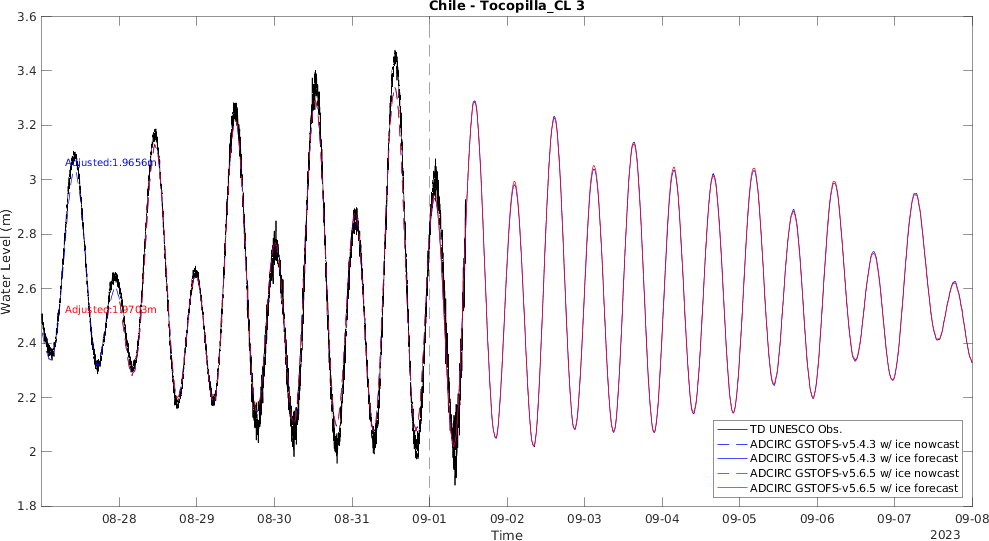 Chile - Tocopilla_CL 3
3.6
3.4
3.2
3
2.8
2.6
2.4
2.2
2
1.8
Water Level (m)
Adjusted:1.9656m
Adjusted:1.9703m
TD UNESCO Obs.
ADCIRC GSTOFS-v5.4.3 w/ ice nowcast
ADCIRC GSTOFS-v5.4.3 w/ ice forecast
ADCIRC GSTOFS-v5.6.5 w/ ice nowcast
ADCIRC GSTOFS-v5.6.5 w/ ice forecast
08-28 08-29 08-30 08-31 09-01 09-02 09-03 09-04 09-05 09-06 09-07 09-08
Time
2023